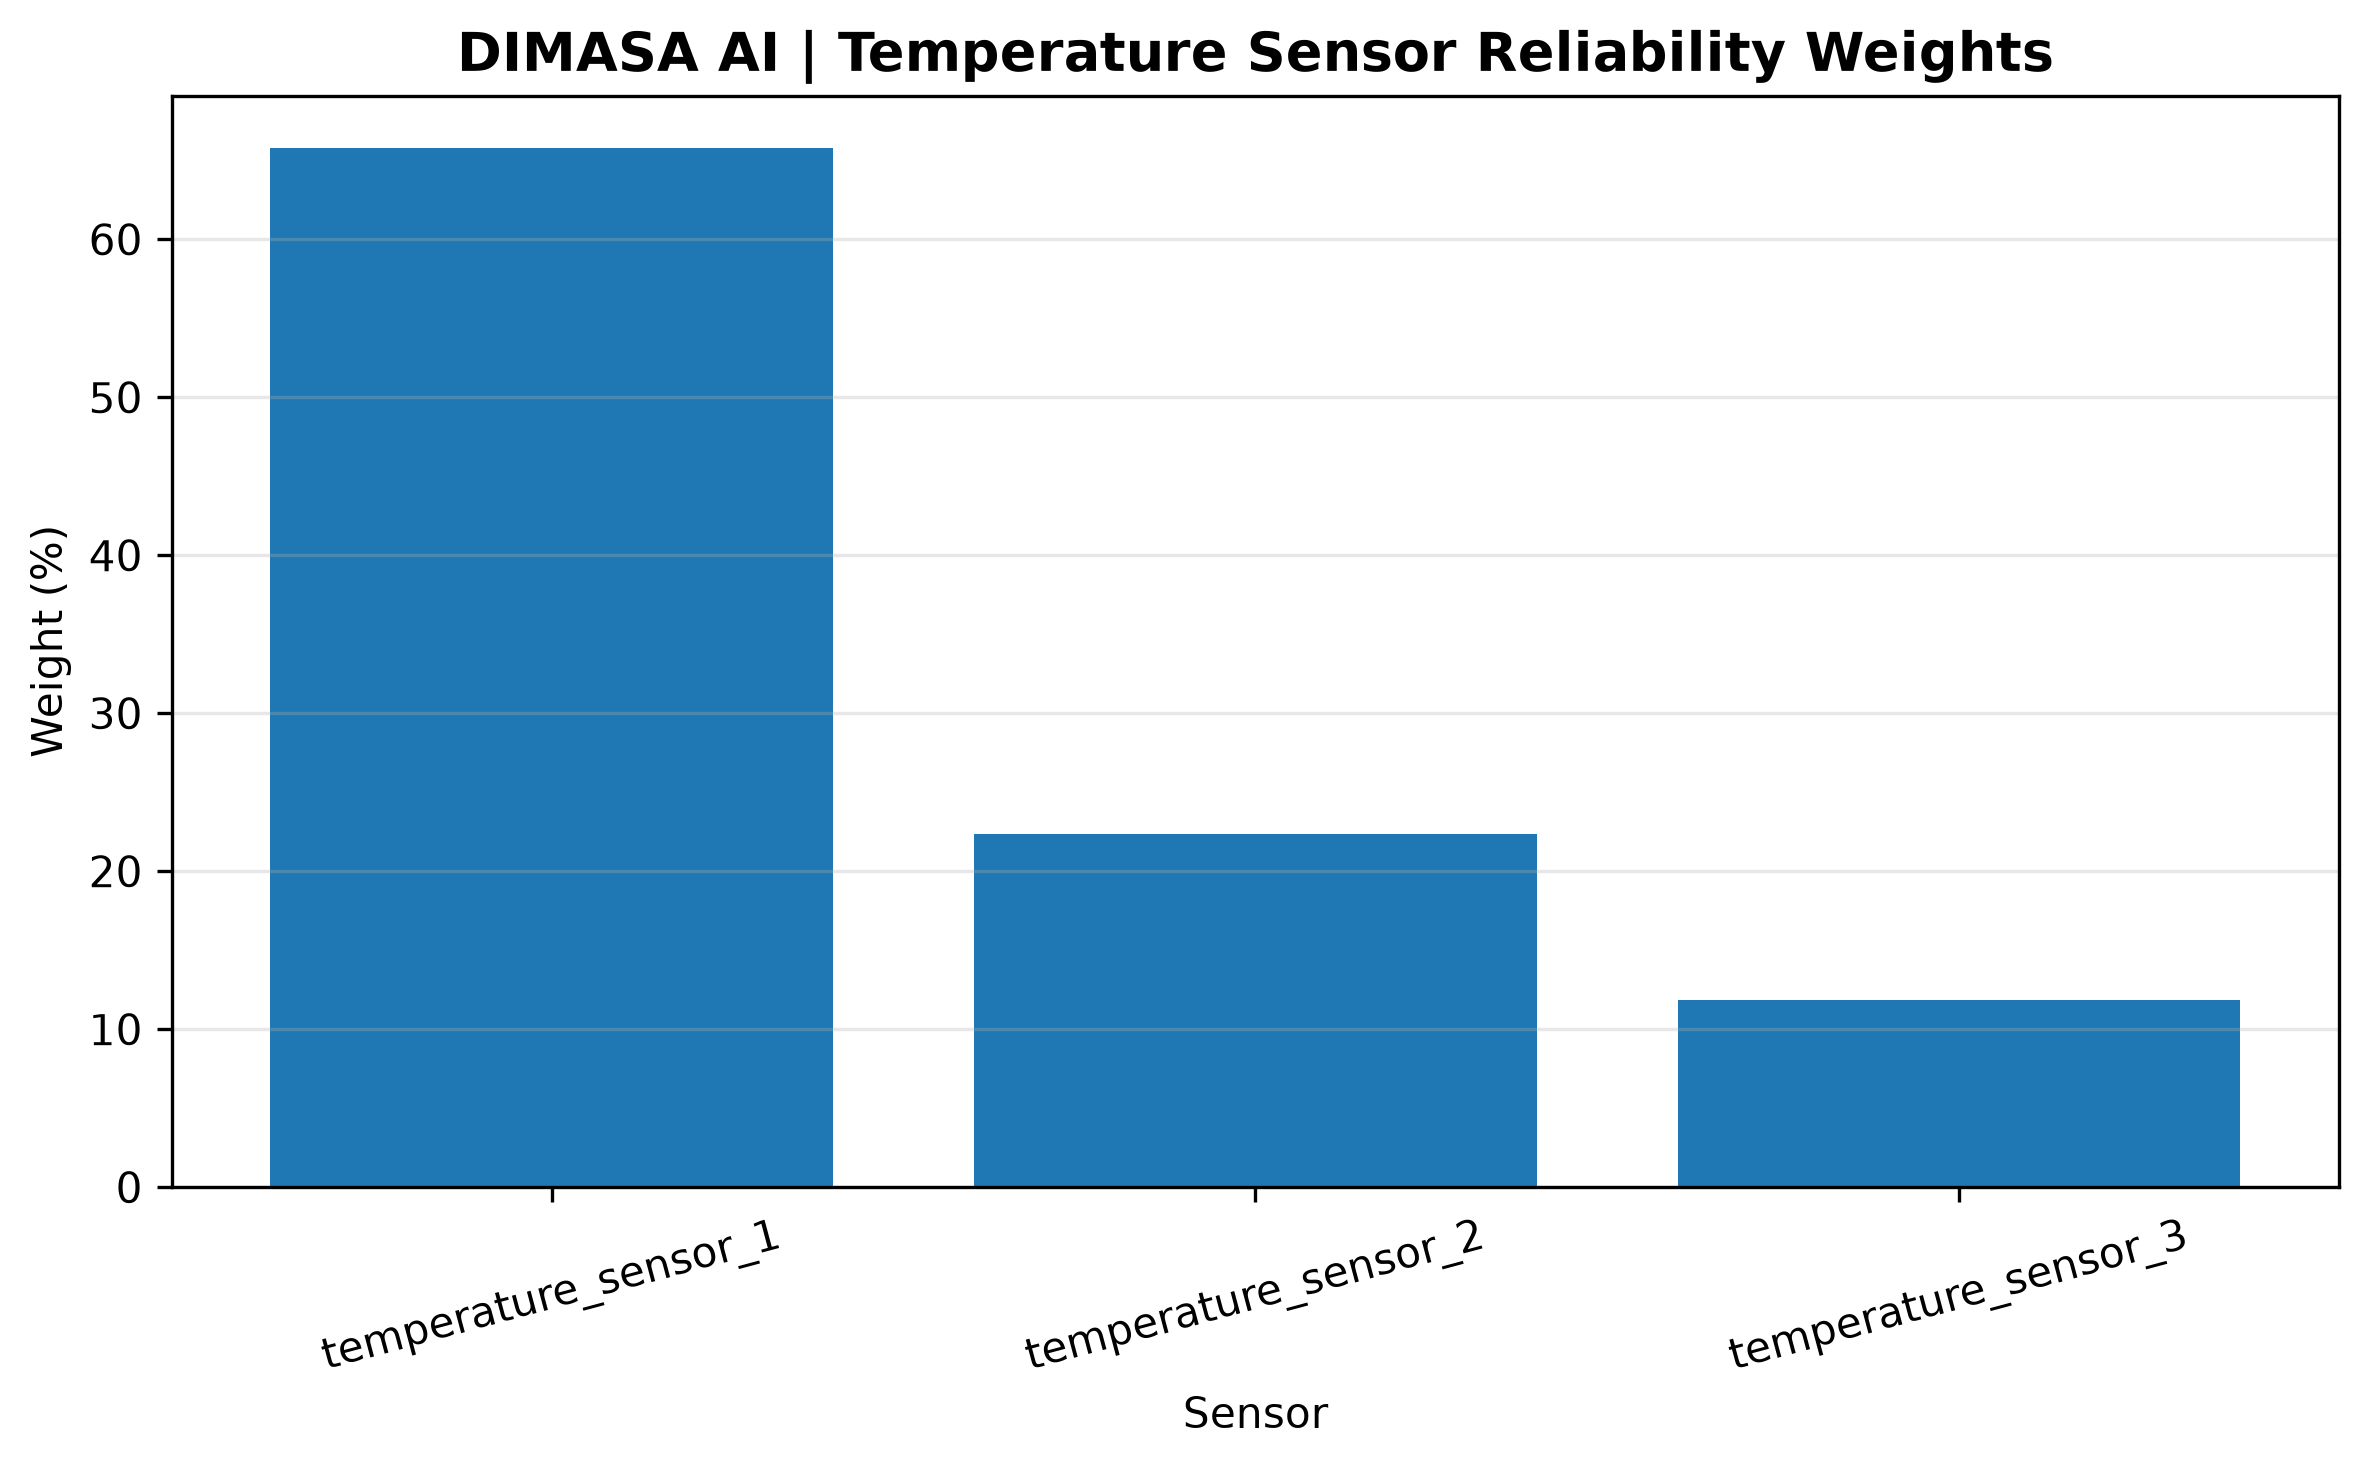 DIMASA AI | Temperature Sensor Reliability Weights
60
50
40
30
20
10
0
Weight (%)
temperature_sensor_1
temperature_sensor_2
temperature_sensor_3
Sensor